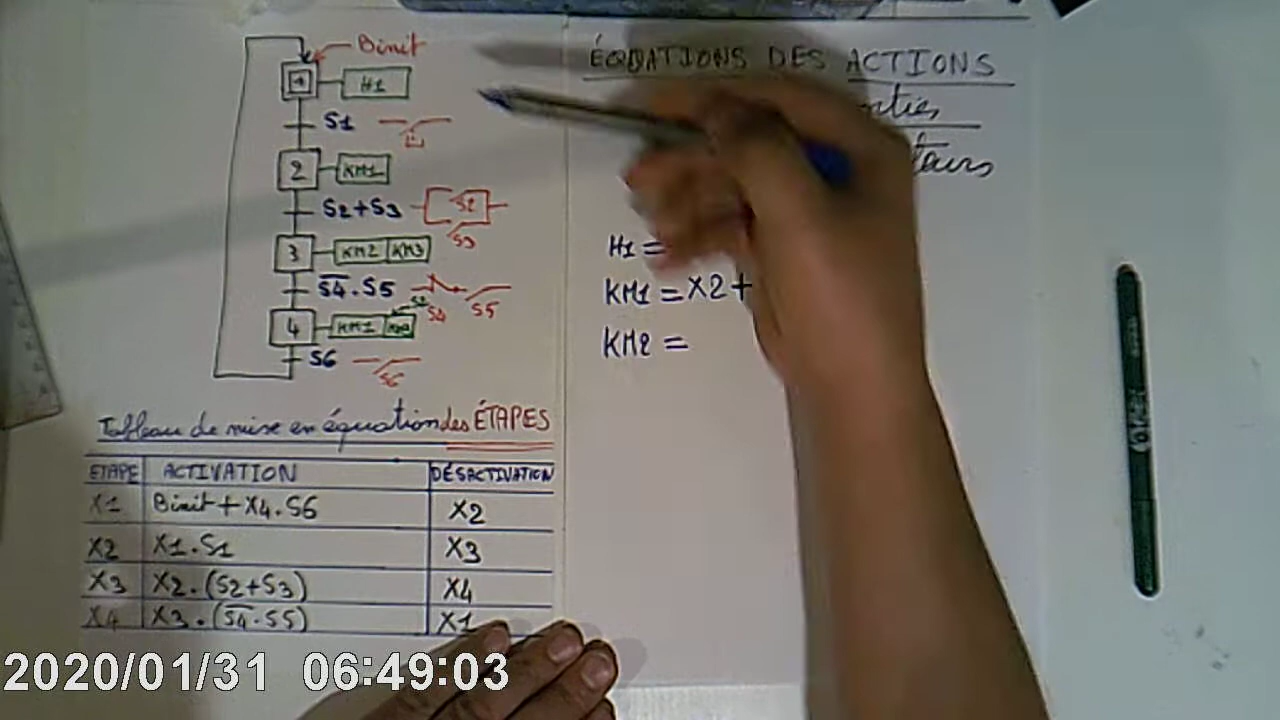 Binit
1 H1
S1
2 KM1
S2+S3 S2
S3
3 KM2 KM3
S̅4̅.S5 S4 S5
4 KM1
S6
S6
Tableau de mise en équation des ÉTAPES
ETAPE ACTIVATION DÉSACTIVATION
X1 Binit+X4.S6 X2
X2 X1.S1 X3
X3 X2.(S2+S3) X4
X4 X3.(S̅4̅.S5) X1
ÉQUATIONS DES ACTIONS
H1 =
KM1 = X2+
KM2 =
2020/01/31 06:49:03